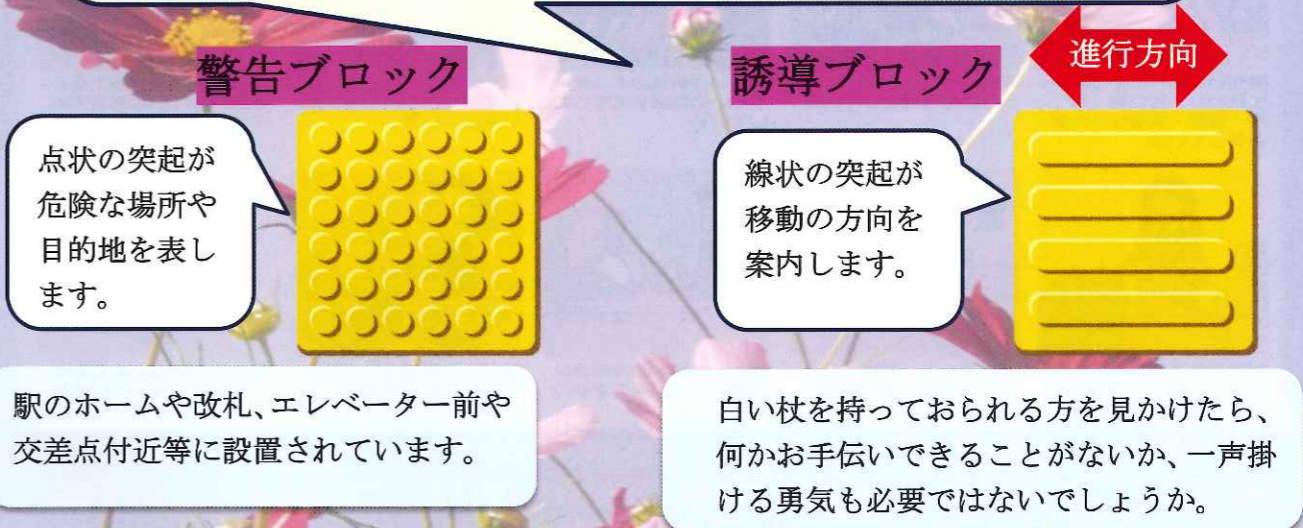 警告ブロック
点状の突起が
危険な場所や
目的地を表し
ます。
駅のホームや改札、エレベーター前や
交差点付近等に設置されています。
誘導ブロック
進行方向
線状の突起が
移動の方向を
案内します。
白い杖を持っておられる方を見かけたら、
何かお手伝いできることがないか、一声掛
ける勇気も必要ではないでしょうか。